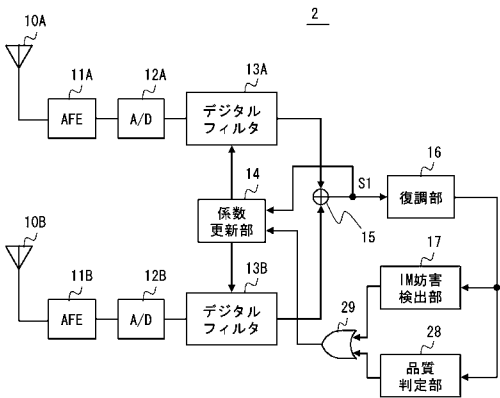 2
10A
11A
12A
13A
AFE
A/D
デジタル
フィルタ
14
16
S1
係数
更新部
復調部
15
10B
11B
12B
13B
AFE
A/D
デジタル
フィルタ
17
IM妨害
検出部
29
28
品質
判定部